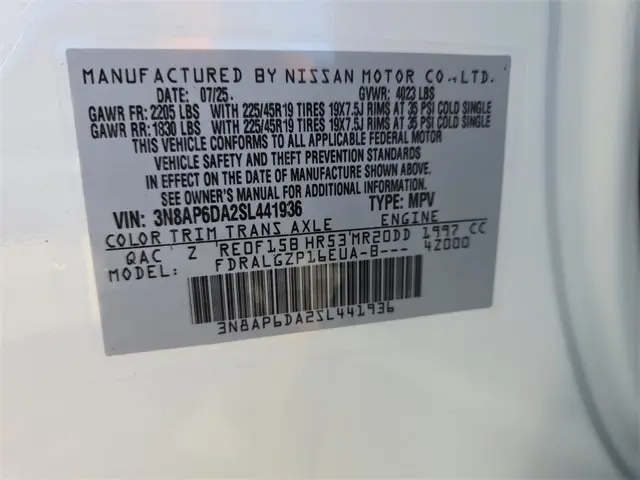 MANUFACTURED BY NISSAN MOTOR CO.,LTD.
DATE 07/25. GVWR: 4023 LBS
GAWR FR: 2205 LBS WITH 225/45R19 TIRES 19X7.5J RIMS AT 35 PSI COLD SINGLE
GAWR RR: 1830 LBS WITH 225/45R19 TIRES 19X7.5J RIMS AT 35 PSI COLD SINGLE
THIS VEHICLE CONFORMS TO ALL APPLICABLE FEDERAL MOTOR
VEHICLE SAFETY AND THEFT PREVENTION STANDARDS
IN EFFECT ON THE DATE OF MANUFACTURE SHOWN ABOVE.
SEE OWNER'S MANUAL FOR ADDITIONAL INFORMATION
VIN: 3N8AP6DA2SL441936 TYPE: MPV
COLOR TRIM TRANS AXLE ENGINE
QAC Z RE0F15B HR53 MR20DD 1997 CC
MODEL: FDRALGZP16EUA-B--- 4Z000
3N8AP6DA2SL441936